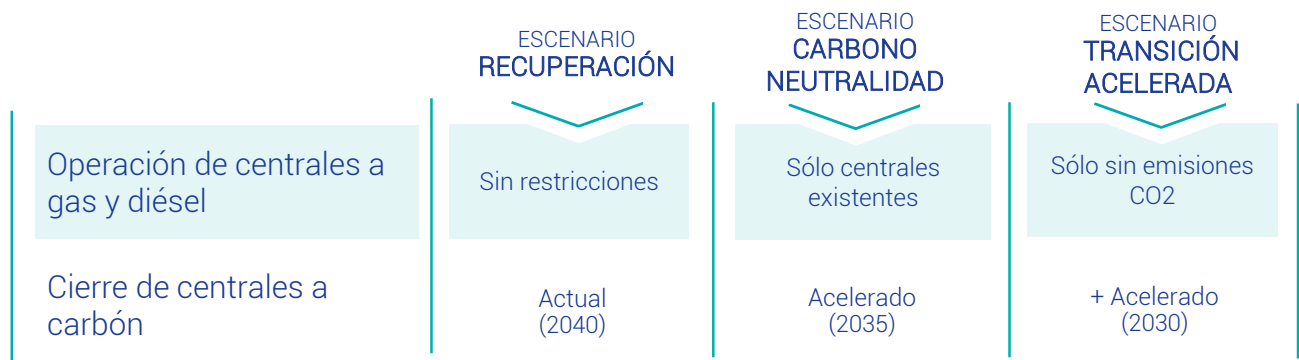 ESCENARIO
RECUPERACIÓN
ESCENARIO
CARBONO
NEUTRALIDAD
ESCENARIO
TRANSICIÓN
ACELERADA
Operación de centrales a
gas y diésel
Sin restricciones
Sólo centrales
existentes
Sólo sin emisiones
CO2
Cierre de centrales a
carbón
Actual
(2040)
Acelerado
(2035)
+ Acelerado
(2030)